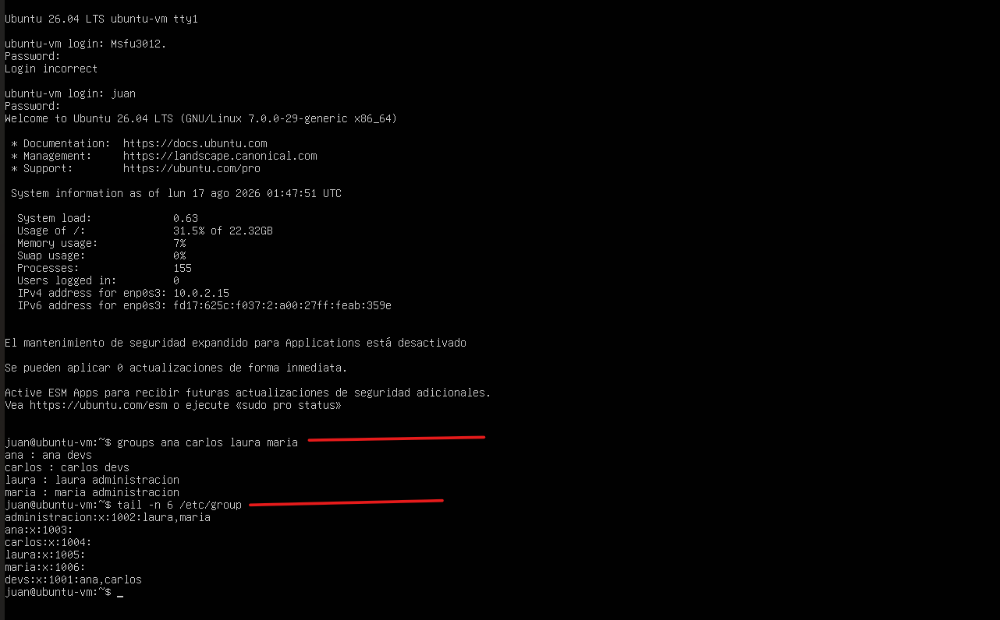 Ubuntu 26.04 LTS ubuntu-vm tty1
ubuntu-vm login: Msfu3012.
Password:
Login incorrect
ubuntu-vm login: juan
Password:
Welcome to Ubuntu 26.04 LTS (GNU/Linux 7.0.0-29-generic x86_64)
* Documentation:  https://docs.ubuntu.com
* Management:     https://landscape.canonical.com
* Support:        https://ubuntu.com/pro
System information as of lun 17 ago 2026 01:47:51 UTC
System load:             0.63
Usage of /:              31.5% of 22.32GB
Memory usage:            7%
Swap usage:              0%
Processes:               155
Users logged in:         0
IPv4 address for enp0s3: 10.0.2.15
IPv6 address for enp0s3: fd17:625c:f037:2:a00:27ff:feab:359e
El mantenimiento de seguridad expandido para Applications está desactivado
Se pueden aplicar 0 actualizaciones de forma inmediata.
Active ESM Apps para recibir futuras actualizaciones de seguridad adicionales.
Vea https://ubuntu.com/esm o ejecute «sudo pro status»
juan@ubuntu-vm:~$ groups ana carlos laura maria
ana : ana devs
carlos : carlos devs
laura : laura administracion
maria : maria administracion
juan@ubuntu-vm:~$ tail -n 6 /etc/group
administracion:x:1002:laura,maria
ana:x:1003:
carlos:x:1004:
laura:x:1005:
maria:x:1006:
devs:x:1001:ana,carlos
juan@ubuntu-vm:~$ _